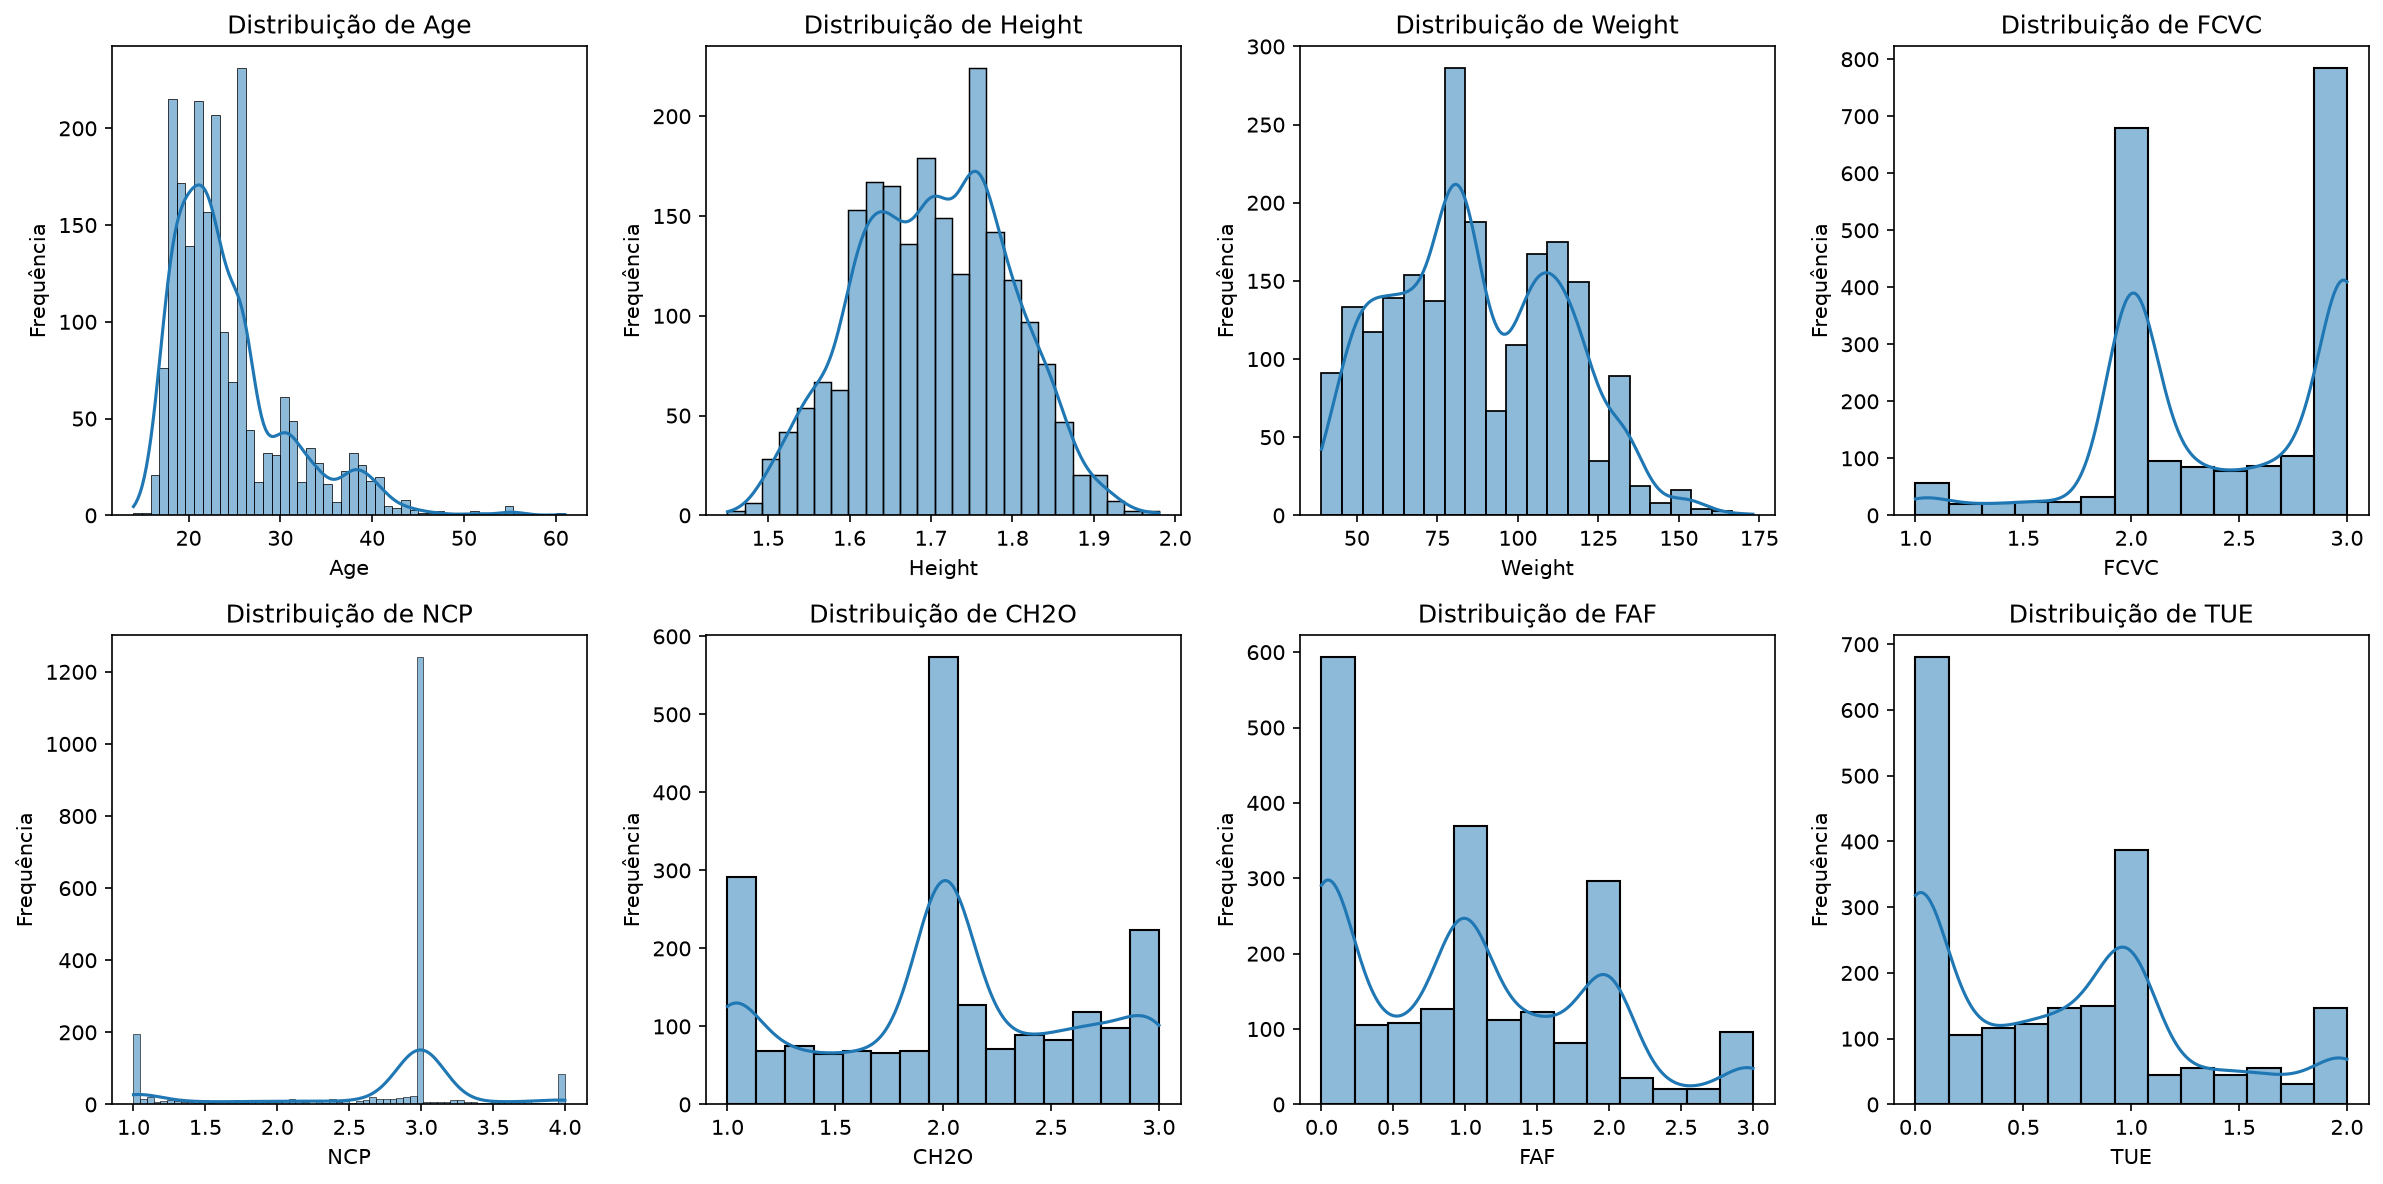 Distribuição de Age
Frequência
200
150
100
50
0
20 30 40 50 60
Age
Distribuição de Height
Frequência
200
150
100
50
0
1.5 1.6 1.7 1.8 1.9 2.0
Height
Distribuição de Weight
Frequência
300
250
200
150
100
50
0
50 75 100 125 150 175
Weight
Distribuição de FCVC
Frequência
800
700
600
500
400
300
200
100
0
1.0 1.5 2.0 2.5 3.0
FCVC
Distribuição de NCP
Frequência
1200
1000
800
600
400
200
0
1.0 1.5 2.0 2.5 3.0 3.5 4.0
NCP
Distribuição de CH2O
Frequência
600
500
400
300
200
100
0
1.0 1.5 2.0 2.5 3.0
CH2O
Distribuição de FAF
Frequência
600
500
400
300
200
100
0
0.0 0.5 1.0 1.5 2.0 2.5 3.0
FAF
Distribuição de TUE
Frequência
700
600
500
400
300
200
100
0
0.0 0.5 1.0 1.5 2.0
TUE